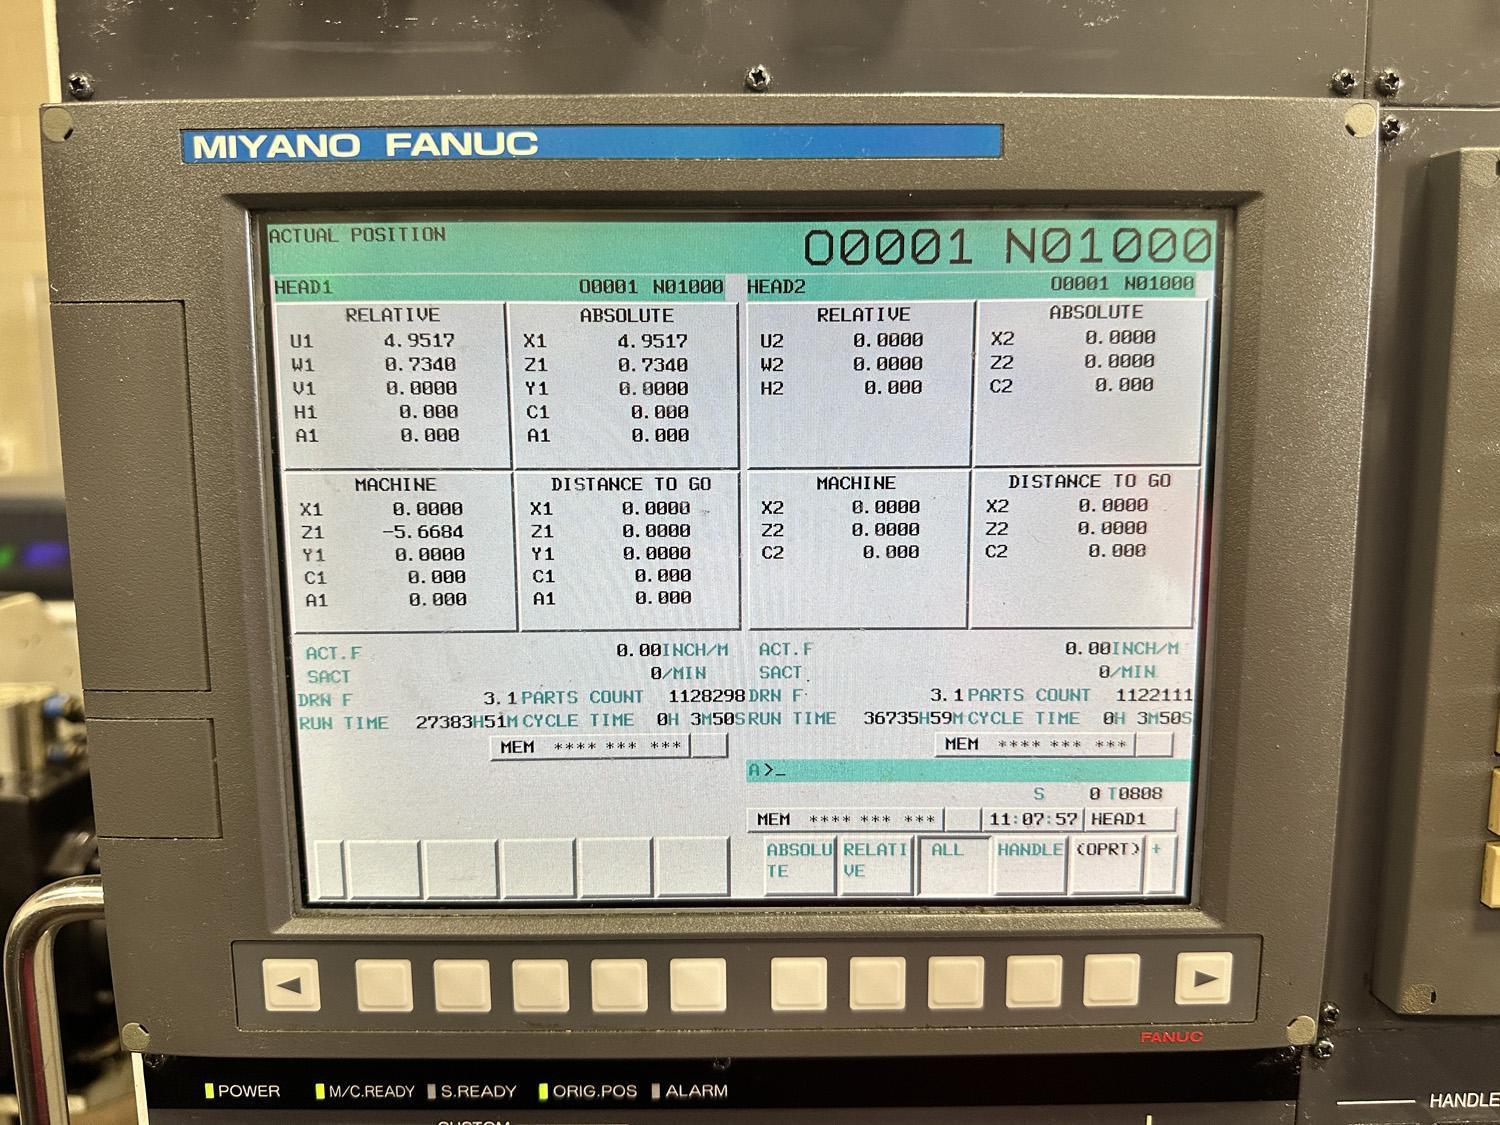 MIYANO FANUC
ACTUAL POSITION O0001 N01000
HEAD1 O0001 N01000 HEAD2 O0001 N01000
RELATIVE ABSOLUTE RELATIVE ABSOLUTE
U1 4.9517 X1 4.9517 U2 0.0000 X2 0.0000
W1 0.7340 Z1 0.7340 W2 0.0000 Z2 0.0000
V1 0.0000 Y1 0.0000 H2 0.000 C2 0.000
H1 0.000 C1 0.000
A1 0.000 A1 0.000
MACHINE DISTANCE TO GO MACHINE DISTANCE TO GO
X1 0.0000 X1 0.0000 X2 0.0000 X2 0.0000
Z1 -5.6684 Z1 0.0000 Z2 0.0000 Z2 0.0000
Y1 0.0000 Y1 0.0000 C2 0.000 C2 0.000
C1 0.000 C1 0.000
A1 0.000 A1 0.000
ACT.F 0.00INCH/M ACT.F 0.00INCH/M
SACT 0/MIN SACT 0/MIN
DRN F 3.1 PARTS COUNT 1128298 DRN F 3.1 PARTS COUNT 1122111
RUN TIME 27383H51M CYCLE TIME 0H 3M50S RUN TIME 36735H59M CYCLE TIME 0H 3M50S
MEM **** *** *** MEM **** *** ***
A >_
S 0 T0808
MEM **** *** *** 11:07:57 HEAD1
ABSOLU RELATI ALL HANDLE (OPRT) +
TE VE
FANUC
POWER M/C.READY S.READY ORIG.POS ALARM
HANDLE
CUSTOM